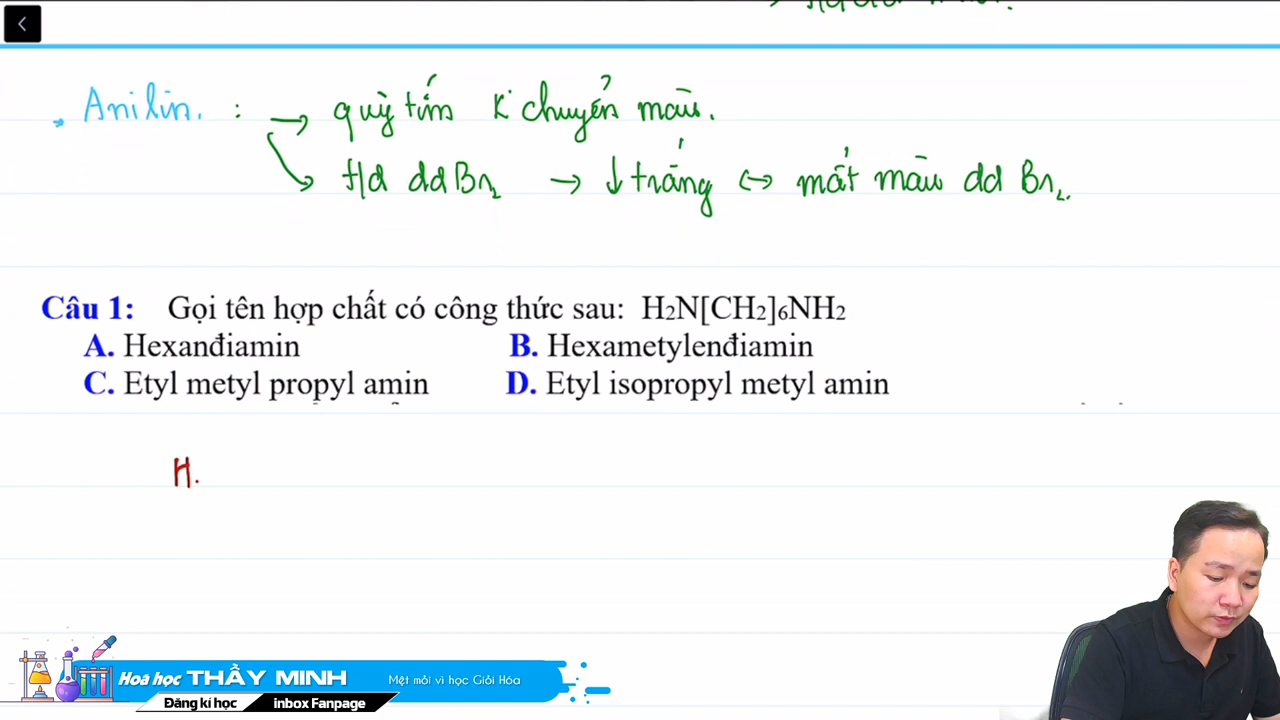 Anilin. : → quỳ tím K chuyển màu.
t/d dd Br₂ → ↓ trắng ↔ mất màu dd Br₂.
Câu 1: Gọi tên hợp chất có công thức sau: H₂N[CH₂]₆NH₂
A. Hexanđiamin B. Hexametylenđiamin
C. Etyl metyl propyl amin D. Etyl isopropyl metyl amin
H.
Hoá học THẦY MINH Mệt mỏi vì học Giỏi Hóa
Đăng kí học inbox Fanpage